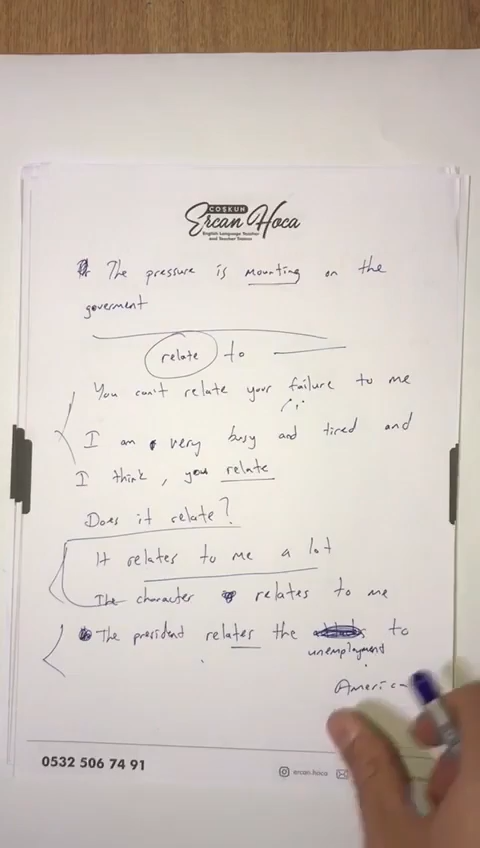 COSKUN
Ercan Hoca
English Language Teacher
and Teacher Trainer
The pressure is mounting on the
goverment
relate to
You can't relate your failure to me
I am very busy and tired and
I think, you relate
Does it relate?
It relates to me a lot
The character relates to me
The president relates the to
unemployment
America
0532 506 74 91
ercan.hoca